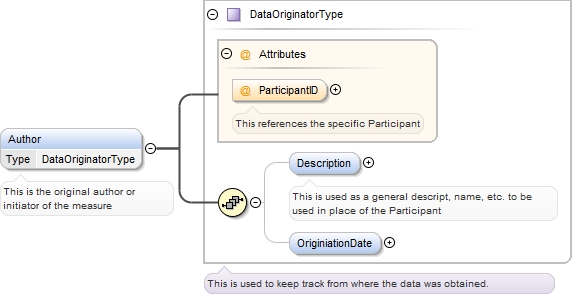 DataOriginatorType
@ Attributes
@ ParticipantID
This references the specific Participant
Author
Type DataOriginatorType
This is the original author or
initiator of the measure
Description
This is used as a general descript, name, etc. to be
used in place of the Participant
OriginiationDate
This is used to keep track from where the data was obtained.